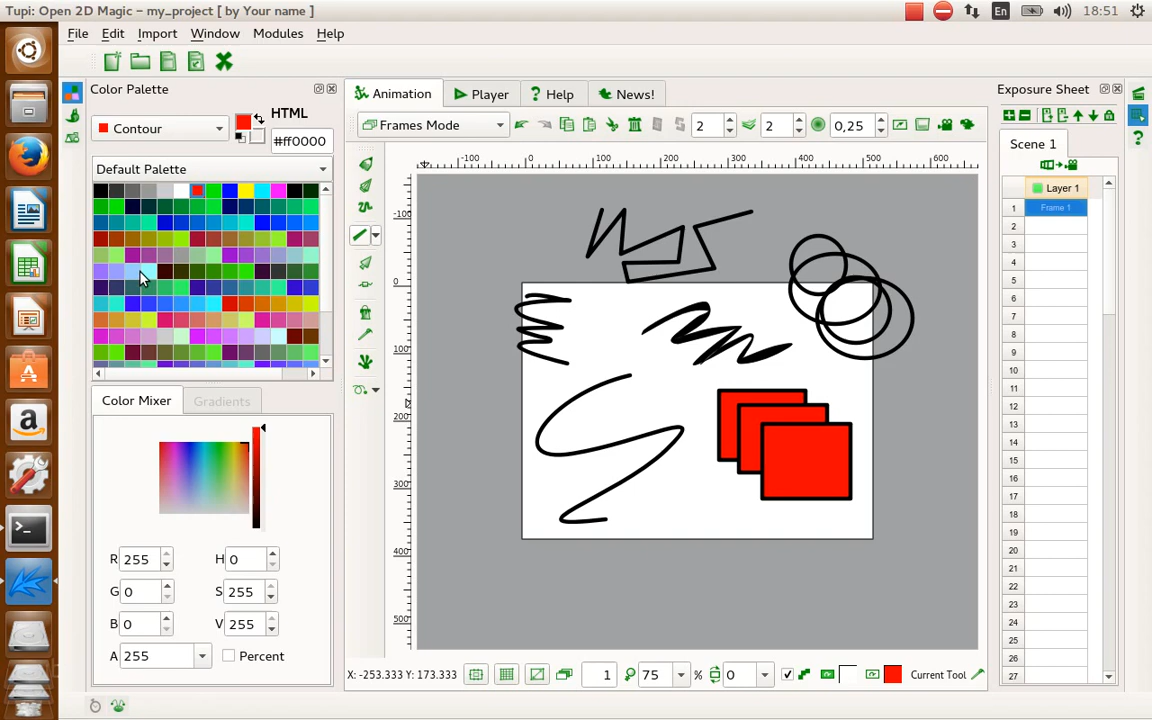 Tupi: Open 2D Magic – my_project [ by Your name ]
En
18:51
File Edit Import Window Modules Help
Color Palette
Contour
HTML
#ff0000
Default Palette
Color Mixer Gradients
R 255 H 0
G 0 S 255
B 0 V 255
A 255 Percent
Animation Player Help News!
Frames Mode 2 2 0,25
-100 0 100 200 300 400 500 600
-100
0
100
200
300
400
500
X: -253.333 Y: 173.333 1 75 % 0 Current Tool
Exposure Sheet
Scene 1
Layer 1
1 Frame 1
2
3
4
5
6
7
8
9
10
11
12
13
14
15
16
17
18
19
20
21
22
23
24
25
26
27